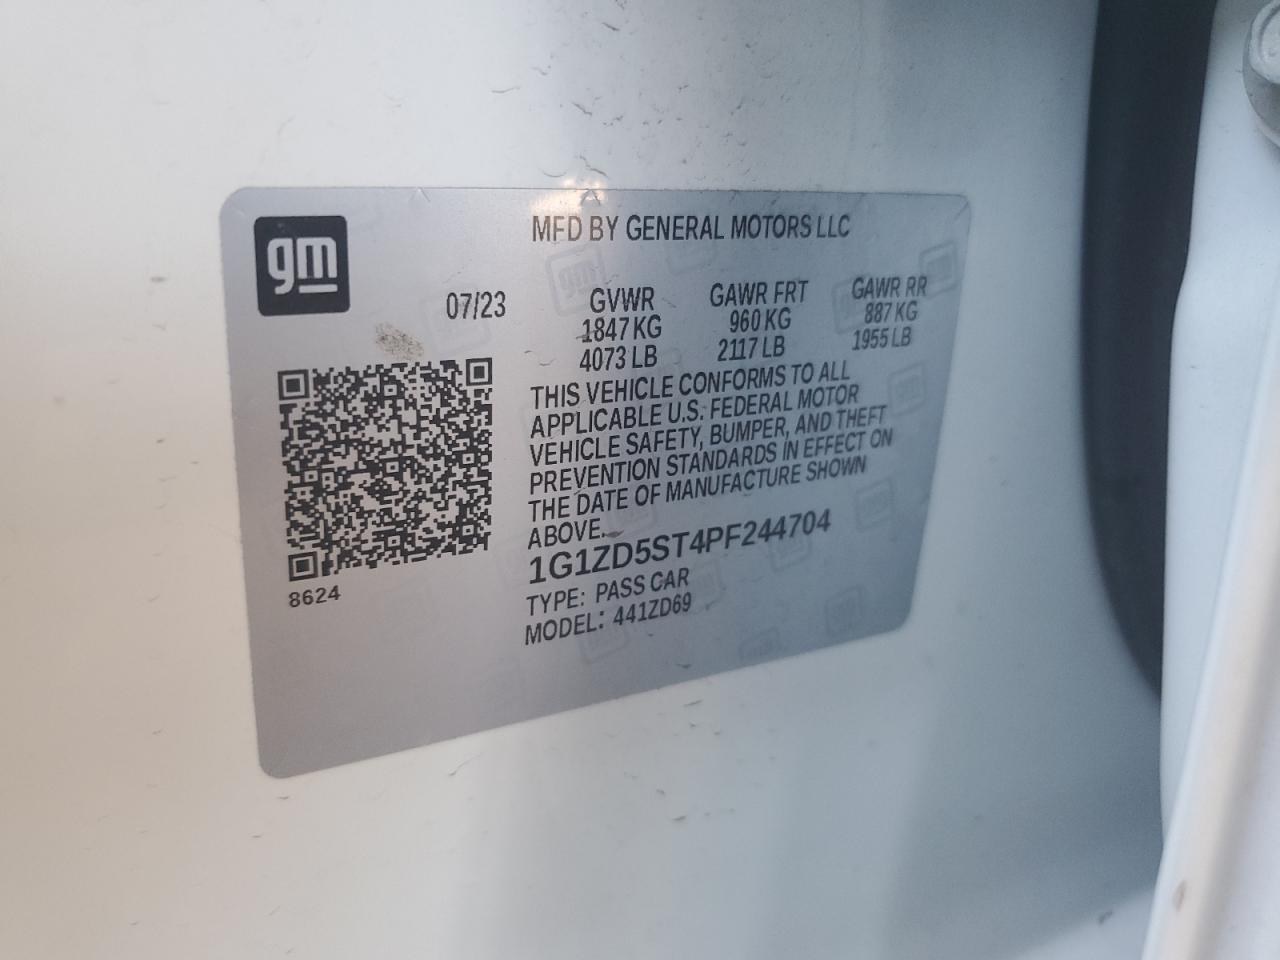 gm
MFD BY GENERAL MOTORS LLC
07/23 GVWR GAWR FRT GAWR RR
1847 KG 960 KG 887 KG
4073 LB 2117 LB 1955 LB
THIS VEHICLE CONFORMS TO ALL
APPLICABLE U.S. FEDERAL MOTOR
VEHICLE SAFETY, BUMPER, AND THEFT
PREVENTION STANDARDS IN EFFECT ON
THE DATE OF MANUFACTURE SHOWN
ABOVE.
1G1ZD5ST4PF244704
TYPE: PASS CAR
MODEL: 441ZD69
8624